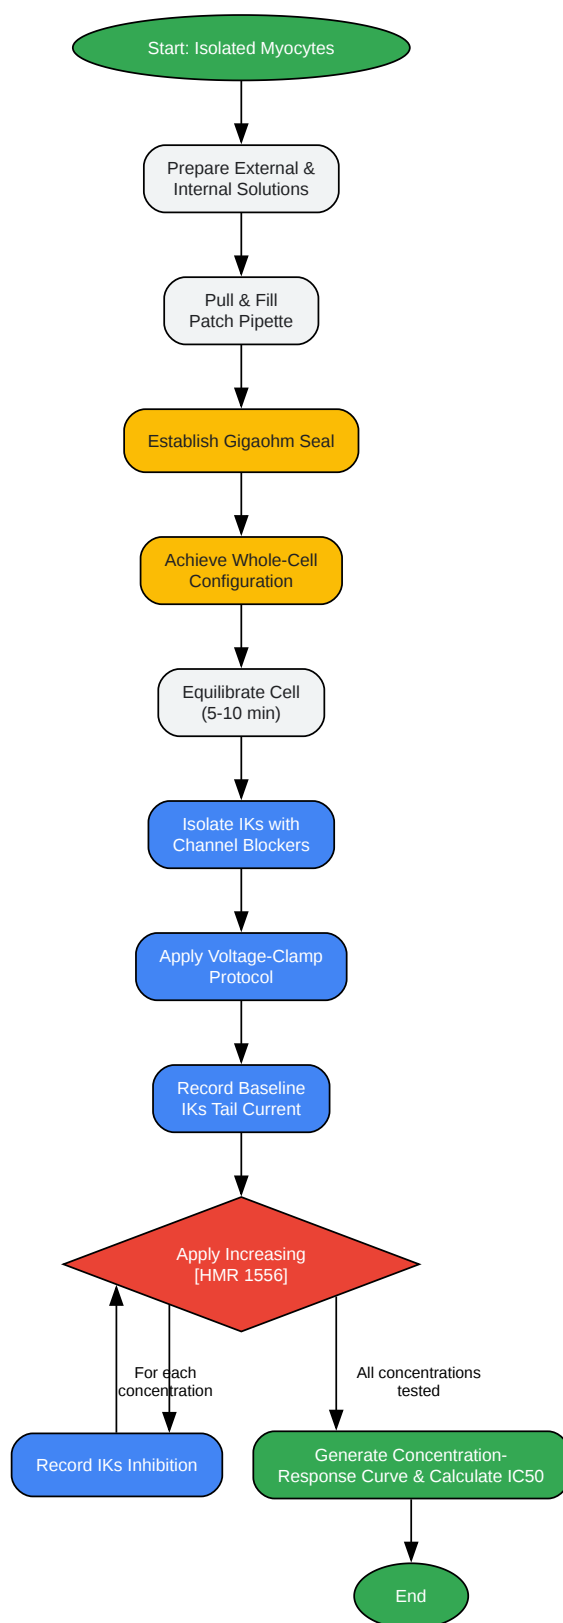 Start: Isolated Myocytes
Prepare External &
Internal Solutions
Pull & Fill
Patch Pipette
Establish Gigaohm Seal
Achieve Whole-Cell
Configuration
Equilibrate Cell
(5-10 min)
Isolate IKs with
Channel Blockers
Apply Voltage-Clamp
Protocol
Record Baseline
IKs Tail Current
Apply Increasing
[HMR 1556]
For each
concentration
All concentrations
tested
Record IKs Inhibition
Generate Concentration-
Response Curve & Calculate IC50
End